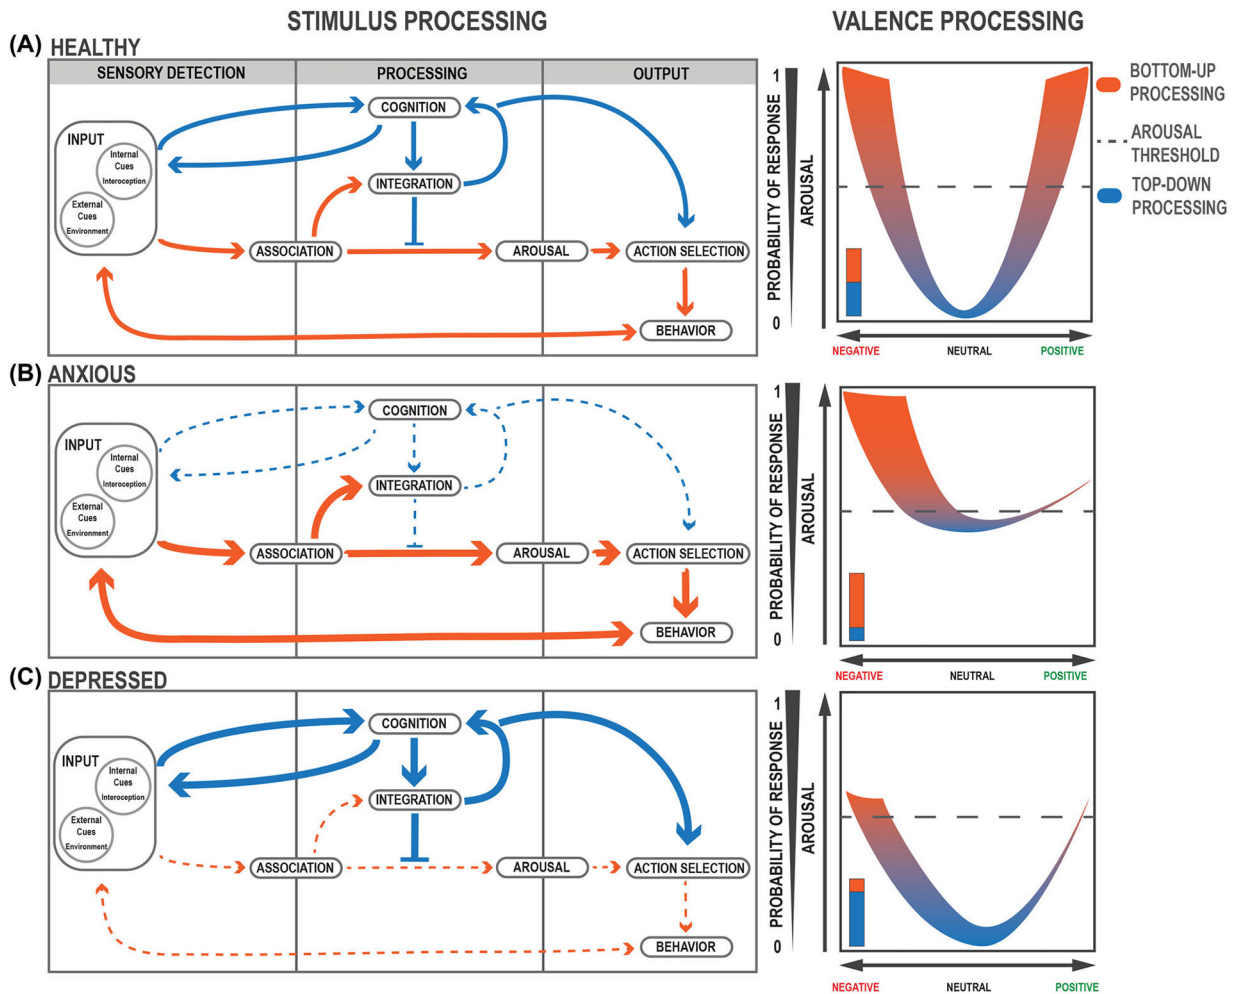 STIMULUS PROCESSING
VALENCE PROCESSING
(A) HEALTHY
SENSORY DETECTION
PROCESSING
OUTPUT
INPUT
Internal
Cues
Interoception
External
Cues
Environment
COGNITION
INTEGRATION
ASSOCIATION
AROUSAL
ACTION SELECTION
BEHAVIOR
PROBABILITY OF RESPONSE
0
1
AROUSAL
NEGATIVE
NEUTRAL
POSITIVE
BOTTOM-UP
PROCESSING
AROUSAL
THRESHOLD
TOP-DOWN
PROCESSING
(B) ANXIOUS
INPUT
Internal
Cues
Interoception
External
Cues
Environment
COGNITION
INTEGRATION
ASSOCIATION
AROUSAL
ACTION SELECTION
BEHAVIOR
PROBABILITY OF RESPONSE
0
1
AROUSAL
NEGATIVE
NEUTRAL
POSITIVE
(C) DEPRESSED
INPUT
Internal
Cues
Interoception
External
Cues
Environment
COGNITION
INTEGRATION
ASSOCIATION
AROUSAL
ACTION SELECTION
BEHAVIOR
PROBABILITY OF RESPONSE
0
1
AROUSAL
NEGATIVE
NEUTRAL
POSITIVE